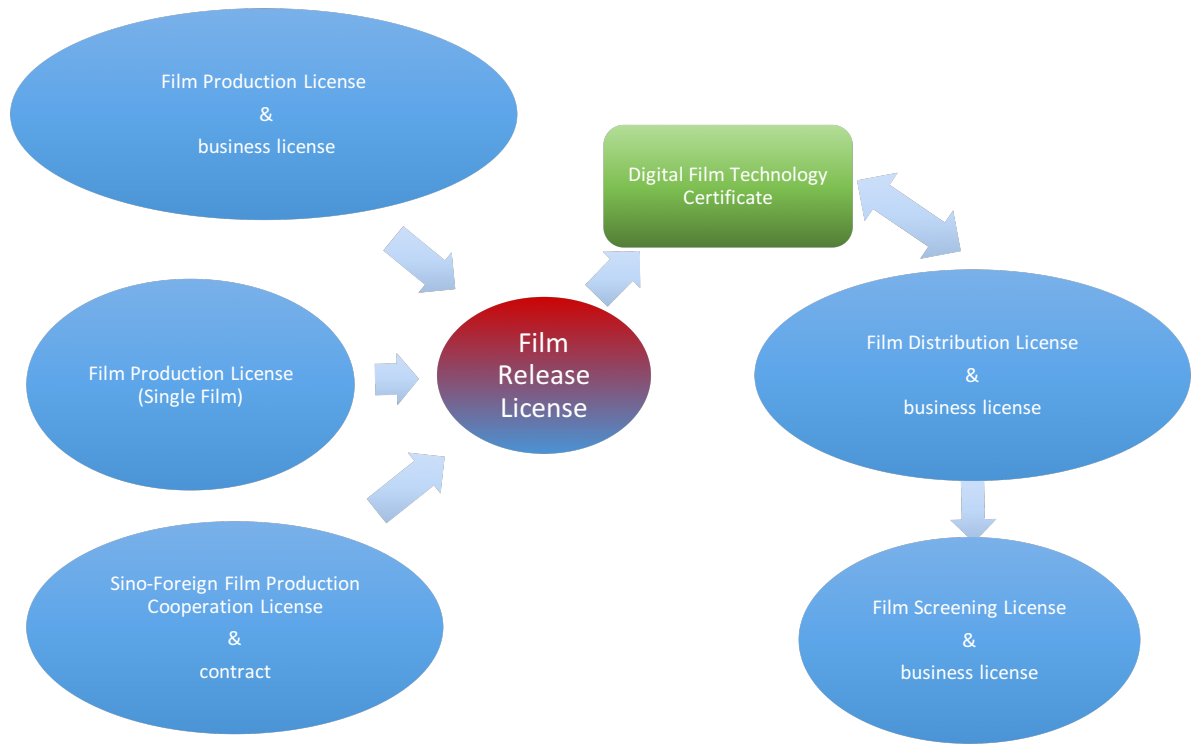 Film Production License
&
business license
Digital Film Technology
Certificate
Film Production License
(Single Film)
Film
Release
License
Film Distribution License
&
business license
Sino-Foreign Film Production
Cooperation License
&
contract
Film Screening License
&
business license